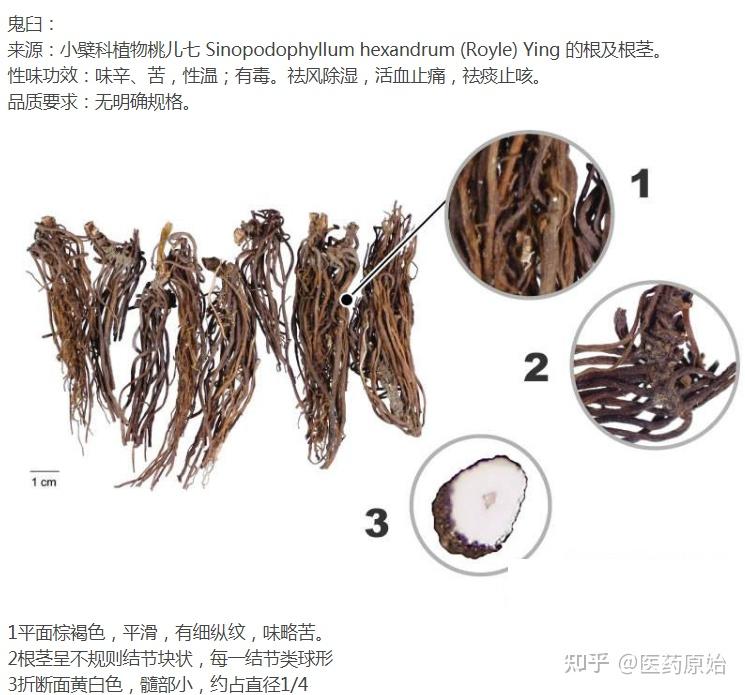 鬼臼：
来源：小檗科植物桃儿七 Sinopodophyllum hexandrum (Royle) Ying 的根及根茎。
性味功效：味辛、苦，性温；有毒。祛风除湿，活血止痛，祛痰止咳。
品质要求：无明确规格。
1
2
1 cm
3
1平面棕褐色，平滑，有细纵纹，味略苦。
2根茎呈不规则结节块状，每一结节类球形
3折断面黄白色，髓部小，约占直径1/4
知乎 @医药原始